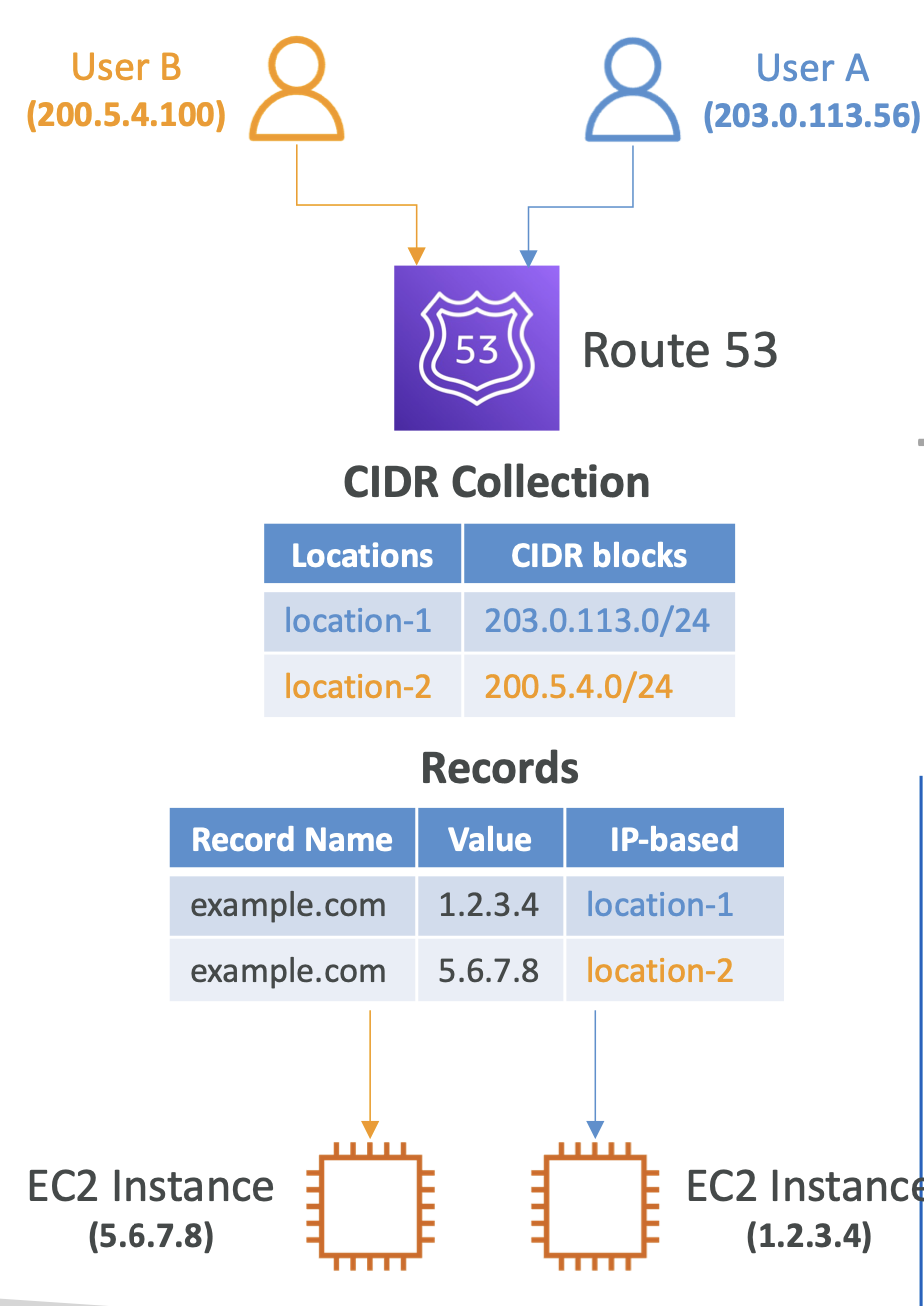 User B
(200.5.4.100)
User A
(203.0.113.56)
53
Route 53
CIDR Collection
Locations CIDR blocks
location-1 203.0.113.0/24
location-2 200.5.4.0/24
Records
Record Name Value IP-based
example.com 1.2.3.4 location-1
example.com 5.6.7.8 location-2
EC2 Instance
(5.6.7.8)
EC2 Instance
(1.2.3.4)